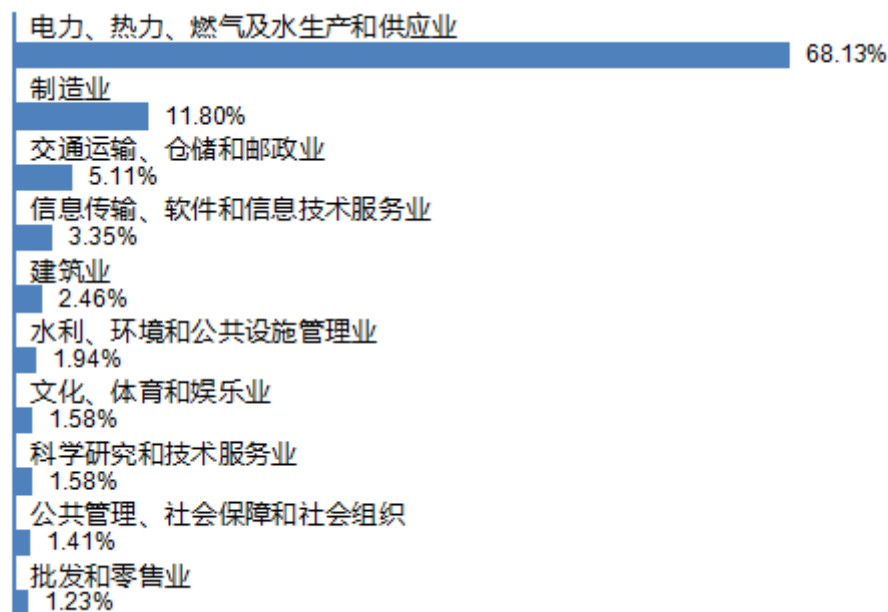 电力、热力、燃气及水生产和供应业
68.13%
制造业
11.80%
交通运输、仓储和邮政业
5.11%
信息传输、软件和信息技术服务业
3.35%
建筑业
2.46%
水利、环境和公共设施管理业
1.94%
文化、体育和娱乐业
1.58%
科学研究和技术服务业
1.58%
公共管理、社会保障和社会组织
1.41%
批发和零售业
1.23%